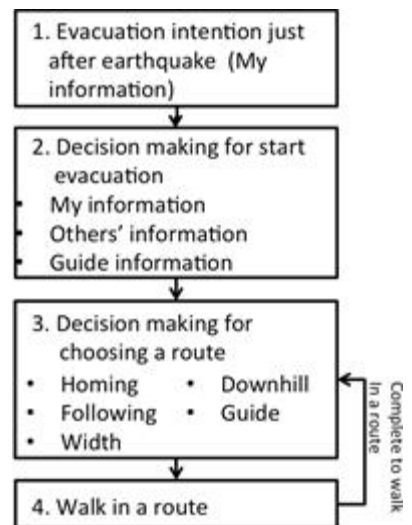 1. Evacuation intention just
after earthquake (My
information)
2. Decision making for start
evacuation
• My information
• Others' information
• Guide information
3. Decision making for
choosing a route
• Homing • Downhill
• Following • Guide
• Width
Complete to walk
In a route
4. Walk in a route